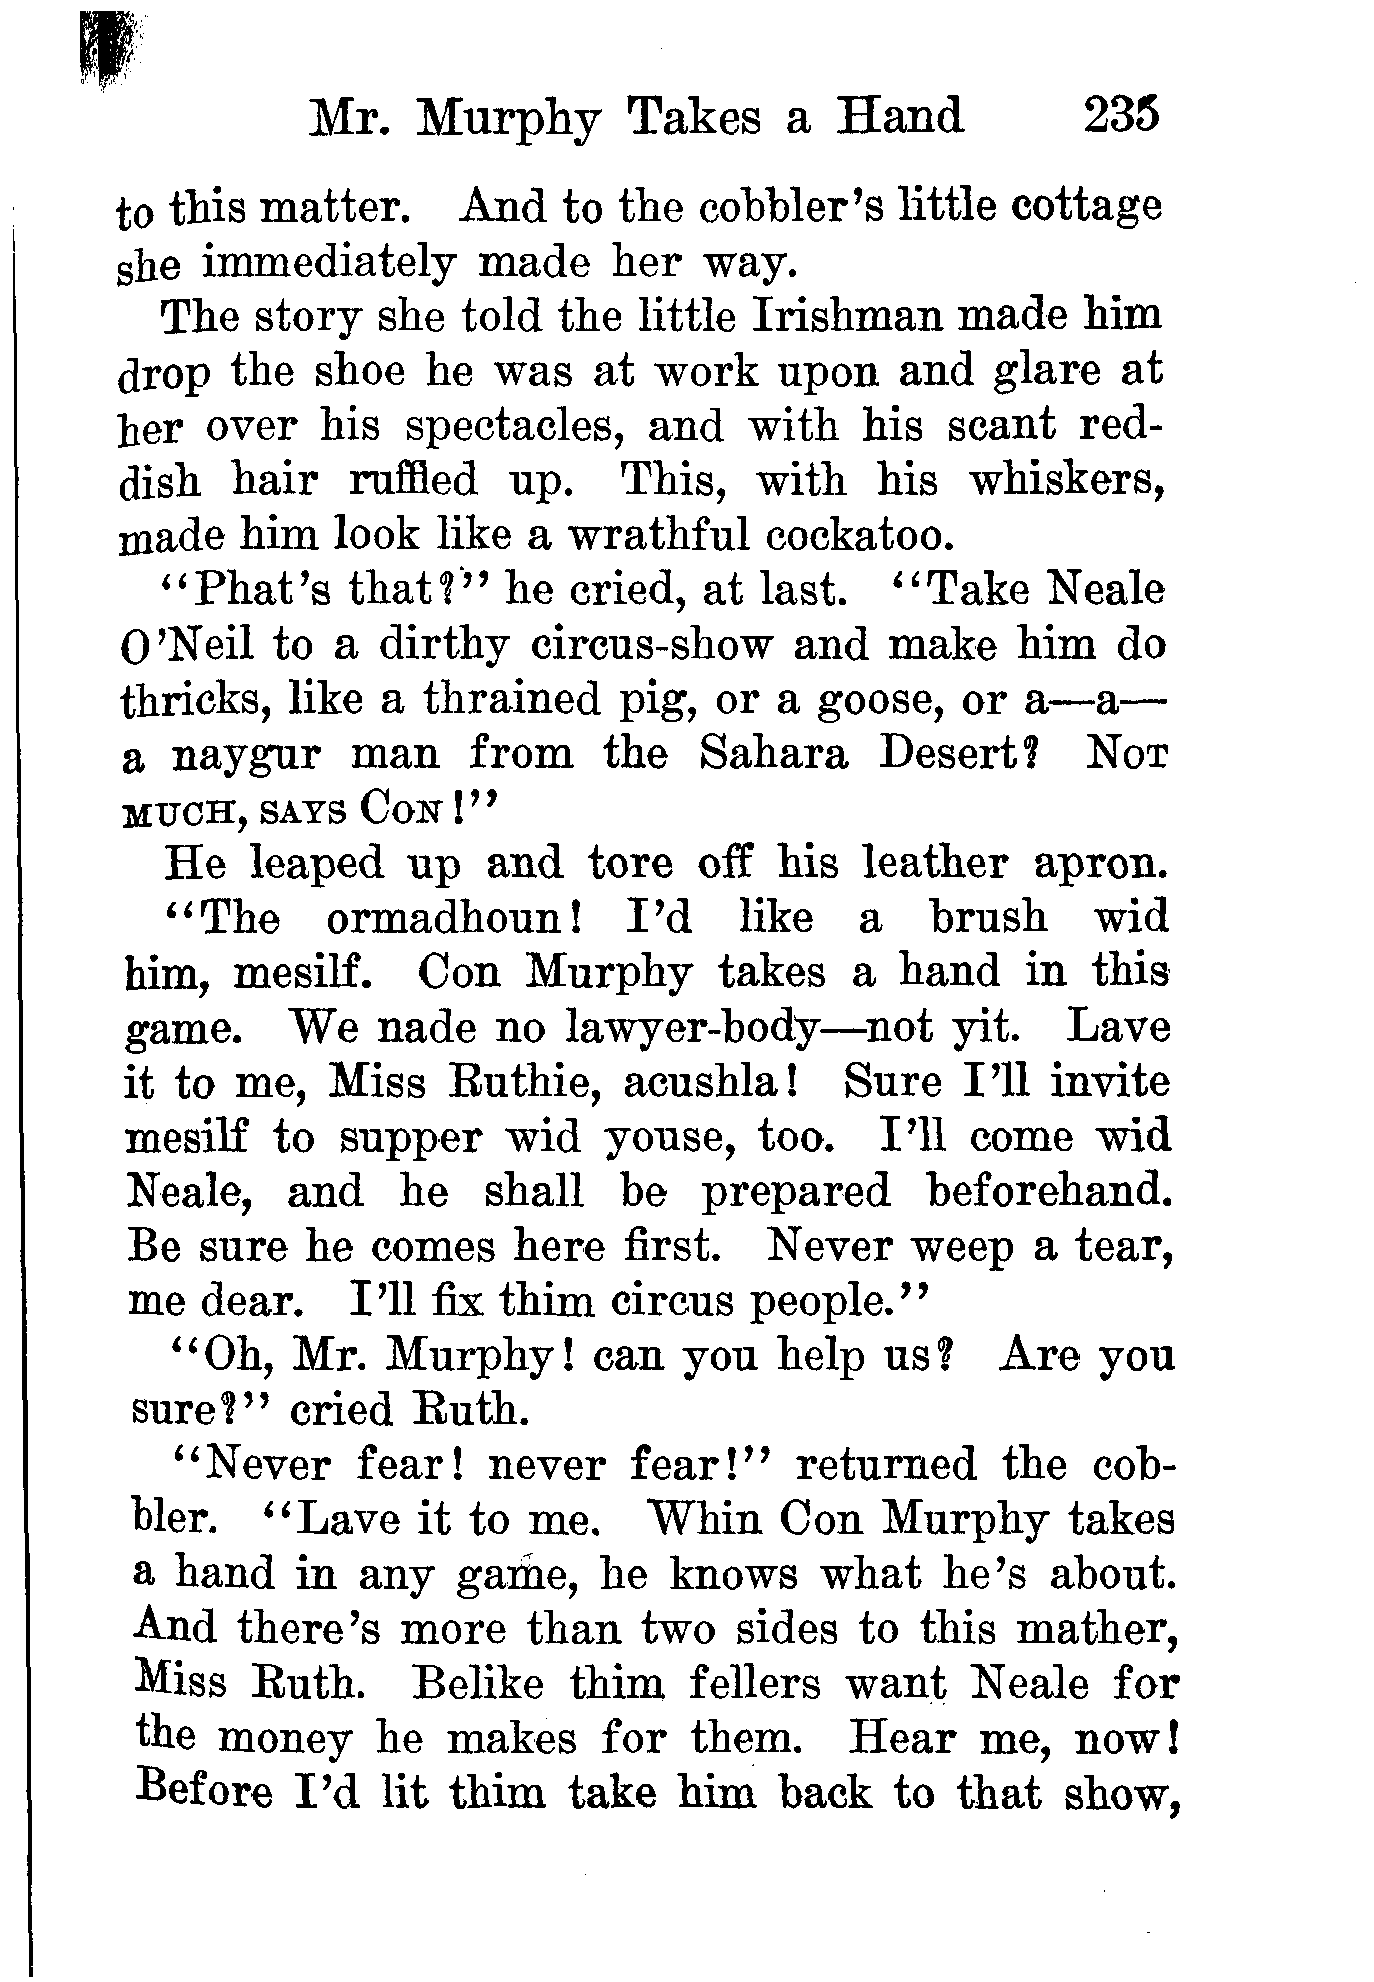 Mr. Murphy Takes a Hand 235
to this matter. And to the cobbler's little cottage
she immediately made her way.
The story she told the little Irishman made him
drop the shoe he was at work upon and glare at
her over his spectacles, and with his scant red-
dish hair ruffled up. This, with his whiskers,
made him look like a wrathful cockatoo.
"Phat's that?" he cried, at last. "Take Neale
O'Neil to a dirthy circus-show and make him do
thricks, like a thrained pig, or a goose, or a—a—
a naygur man from the Sahara Desert? NOT
MUCH, SAYS CON!"
He leaped up and tore off his leather apron.
"The ormadhoun! I'd like a brush wid
him, mesilf. Con Murphy takes a hand in this
game. We nade no lawyer-body—not yit. Lave
it to me, Miss Ruthie, acushla! Sure I'll invite
mesilf to supper wid youse, too. I'll come wid
Neale, and he shall be prepared beforehand.
Be sure he comes here first. Never weep a tear,
me dear. I'll fix thim circus people."
"Oh, Mr. Murphy! can you help us? Are you
sure?" cried Ruth.
"Never fear! never fear!" returned the cob-
bler. "Lave it to me. Whin Con Murphy takes
a hand in any game, he knows what he's about.
And there's more than two sides to this mather,
Miss Ruth. Belike thim fellers want Neale for
the money he makes for them. Hear me, now!
Before I'd lit thim take him back to that show,